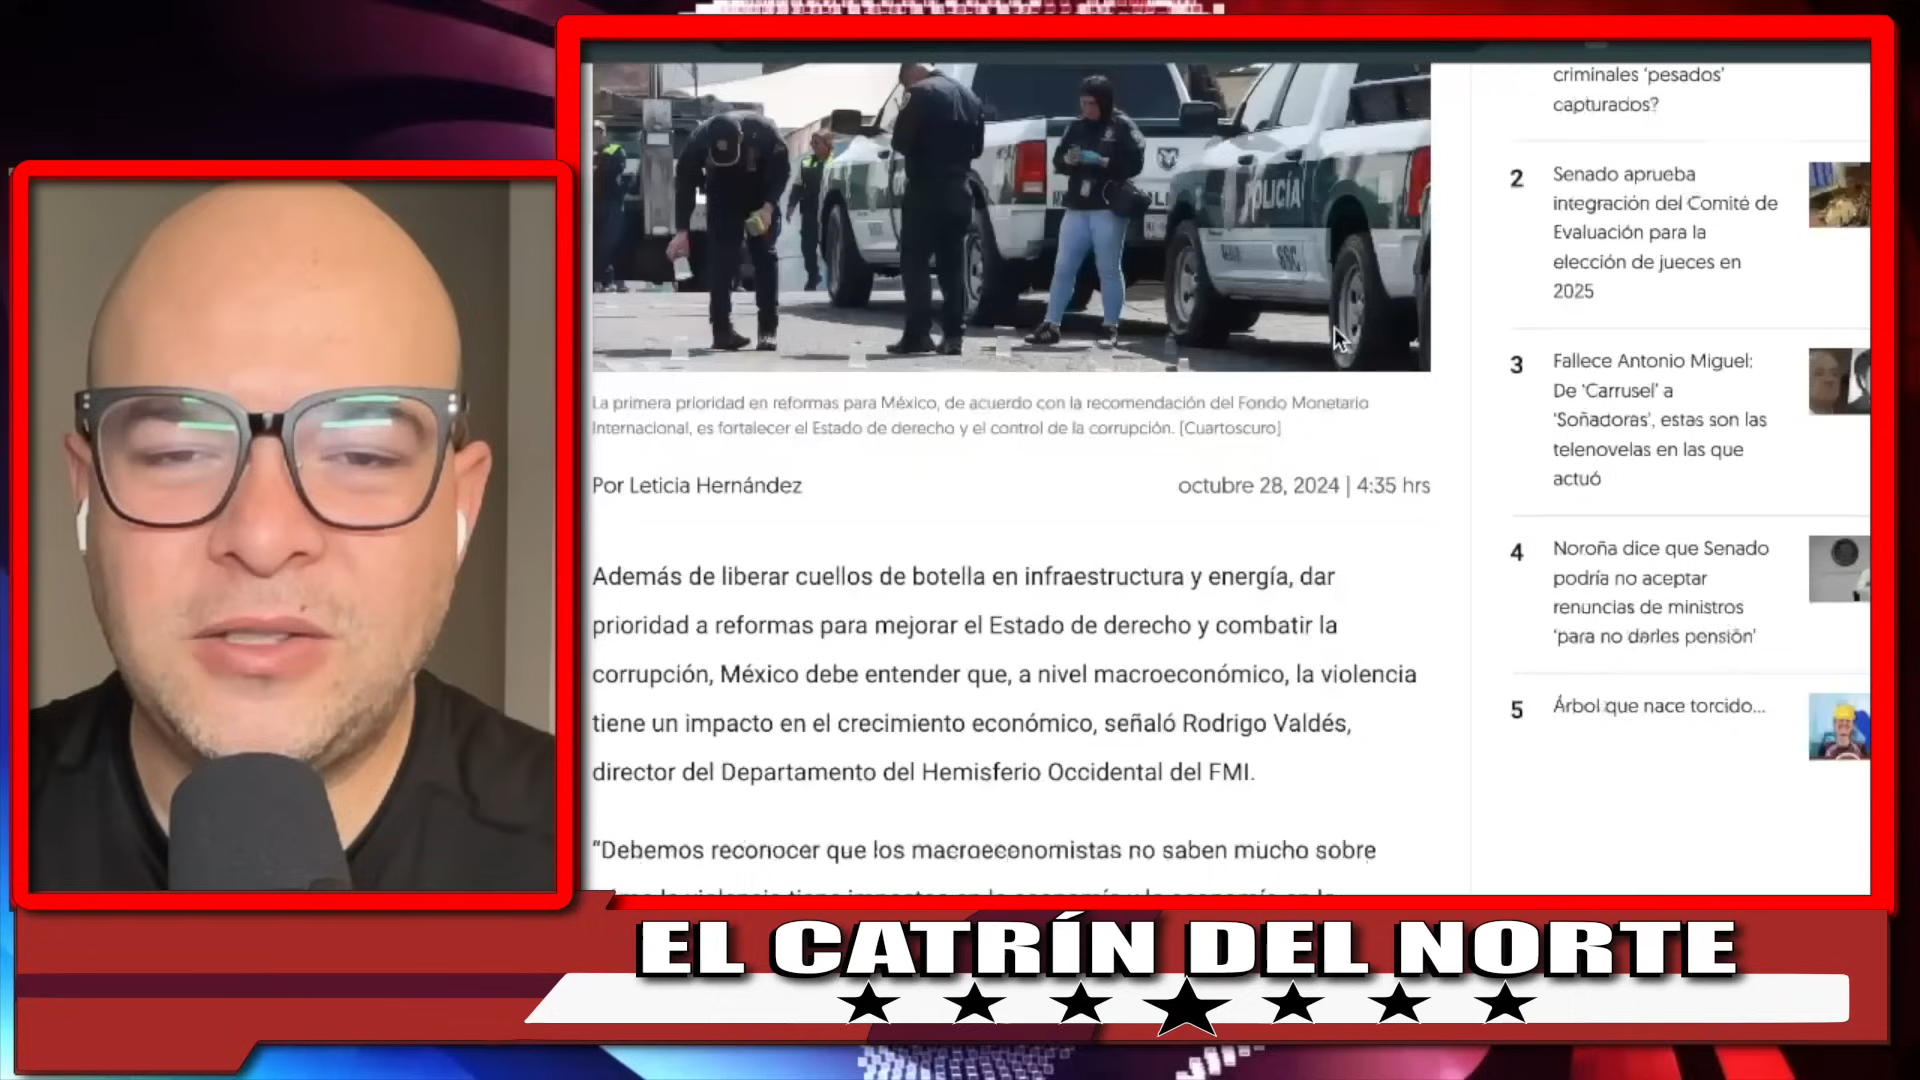 POLICÍA
SSC
La primera prioridad en reformas para México, de acuerdo con la recomendación del Fondo Monetario
Internacional, es fortalecer el Estado de derecho y el control de la corrupción. [Cuartoscuro]
Por Leticia Hernández
octubre 28, 2024 | 4:35 hrs
Además de liberar cuellos de botella en infraestructura y energía, dar
prioridad a reformas para mejorar el Estado de derecho y combatir la
corrupción, México debe entender que, a nivel macroeconómico, la violencia
tiene un impacto en el crecimiento económico, señaló Rodrigo Valdés,
director del Departamento del Hemisferio Occidental del FMI.
“Debemos reconocer que los macroeconomistas no saben mucho sobre
criminales ‘pesados’
capturados?
2
Senado aprueba
integración del Comité de
Evaluación para la
elección de jueces en
2025
3
Fallece Antonio Miguel:
De ‘Carrusel’ a
‘Soñadoras’, estas son las
telenovelas en las que
actuó
4
Noroña dice que Senado
podría no aceptar
renuncias de ministros
‘para no darles pensión’
5
Árbol que nace torcido...
EL CATRÍN DEL NORTE